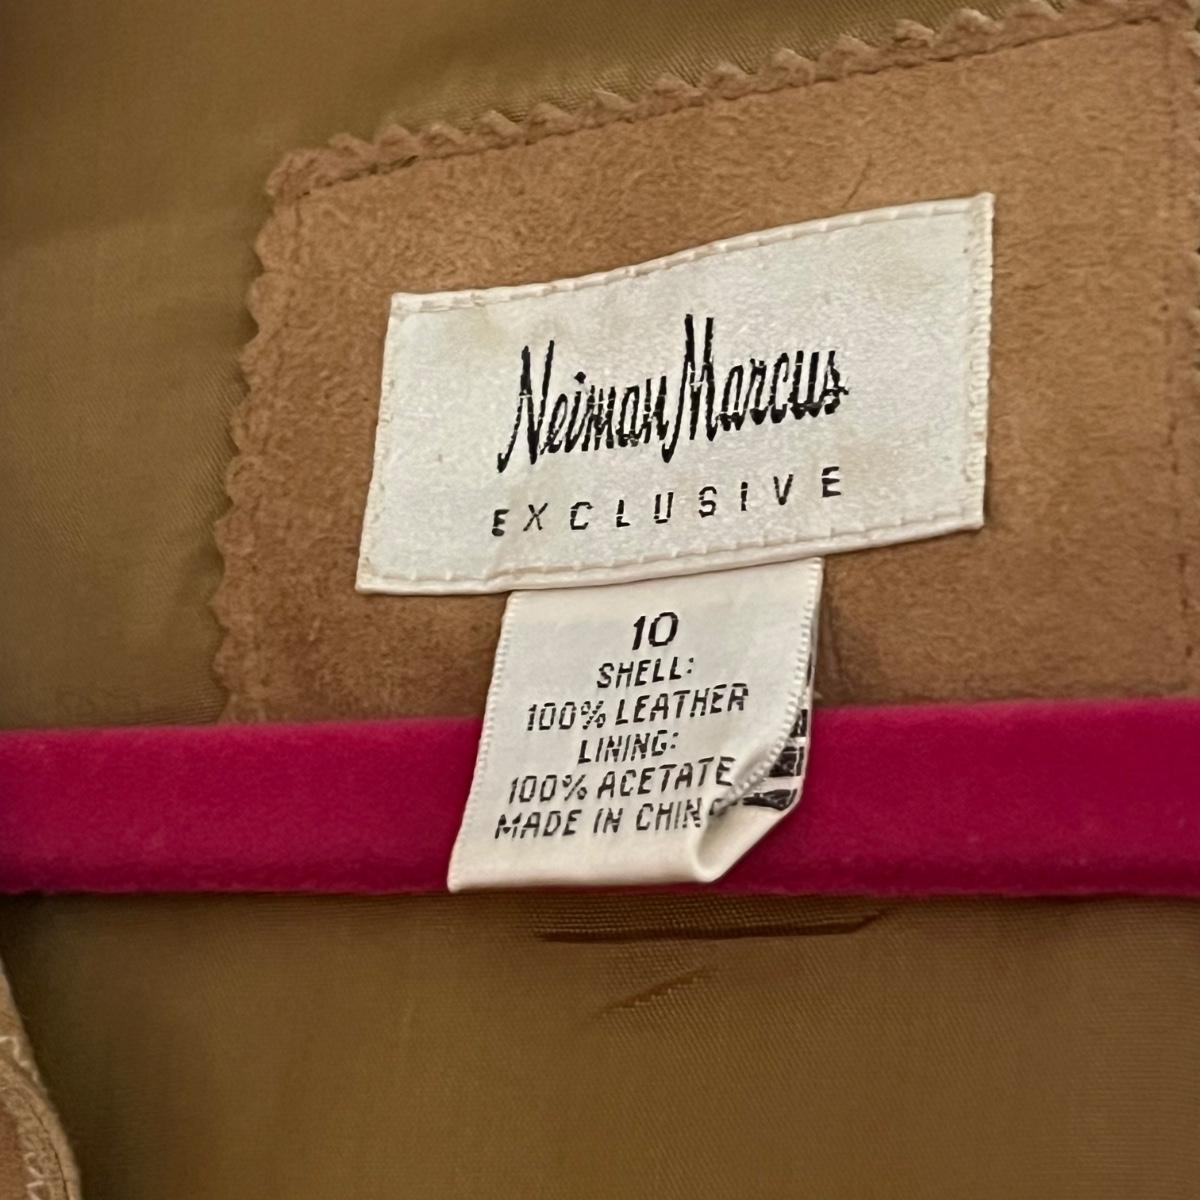 Neiman Marcus
EXCLUSIVE
10
SHELL:
100% LEATHER
LINING:
100% ACETATE
MADE IN CHINA